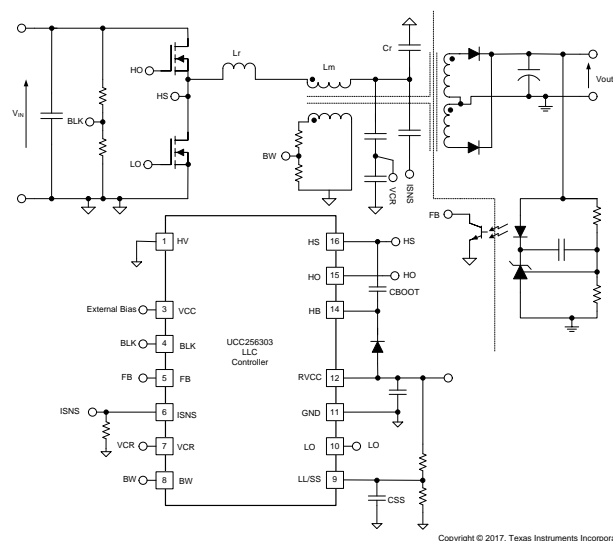 Lr
Lm
Cr
HO
HS
VIN
BLK
LO
BW
VCR
ISNS
Vout
FB
1 HV
HS 16 HS
HO 15 HO
CBOOT
External Bias 3 VCC
HB 14
UCC256303
LLC
Controller
BLK 4 BLK
FB 5 FB
RVCC 12
ISNS 6 ISNS
GND 11
VCR 7 VCR
LO 10 LO
BW 8 BW
LL/SS 9
CSS
Copyright © 2017, Texas Instruments Incorpor